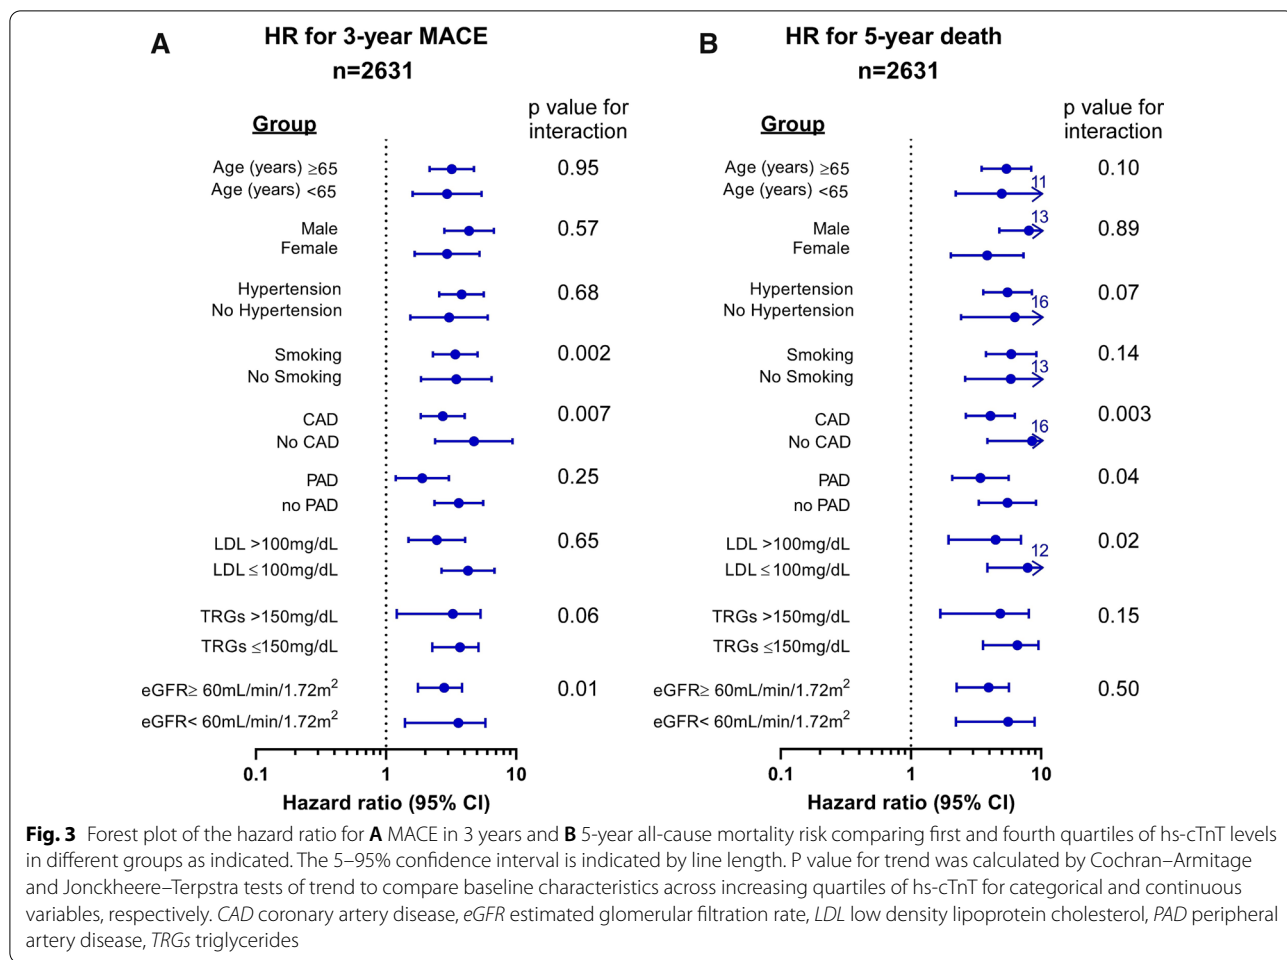 A
HR for 3-year MACE
n=2631
Group
p value for
interaction
Age (years) ≥65
0.95
Age (years) <65
Male
0.57
Female
Hypertension
0.68
No Hypertension
Smoking
0.002
No Smoking
CAD
0.007
No CAD
PAD
0.25
no PAD
LDL >100mg/dL
0.65
LDL ≤100mg/dL
TRGs >150mg/dL
0.06
TRGs ≤150mg/dL
eGFR≥ 60mL/min/1.72m²
0.01
eGFR< 60mL/min/1.72m²
0.1 1 10
Hazard ratio (95% CI)
B
HR for 5-year death
n=2631
Group
p value for
interaction
Age (years) ≥65
0.10
Age (years) <65
11
Male
13
0.89
Female
Hypertension
0.07
No Hypertension
16
Smoking
0.14
No Smoking
13
CAD
0.003
No CAD
16
PAD
0.04
no PAD
LDL >100mg/dL
0.02
LDL ≤100mg/dL
12
TRGs >150mg/dL
0.15
TRGs ≤150mg/dL
eGFR≥ 60mL/min/1.72m²
0.50
eGFR< 60mL/min/1.72m²
0.1 1 10
Hazard ratio (95% CI)
Fig. 3 Forest plot of the hazard ratio for A MACE in 3 years and B 5-year all-cause mortality risk comparing first and fourth quartiles of hs-cTnT levels
in different groups as indicated. The 5–95% confidence interval is indicated by line length. P value for trend was calculated by Cochran–Armitage
and Jonckheere–Terpstra tests of trend to compare baseline characteristics across increasing quartiles of hs-cTnT for categorical and continuous
variables, respectively. CAD coronary artery disease, eGFR estimated glomerular filtration rate, LDL low density lipoprotein cholesterol, PAD peripheral
artery disease, TRGs triglycerides